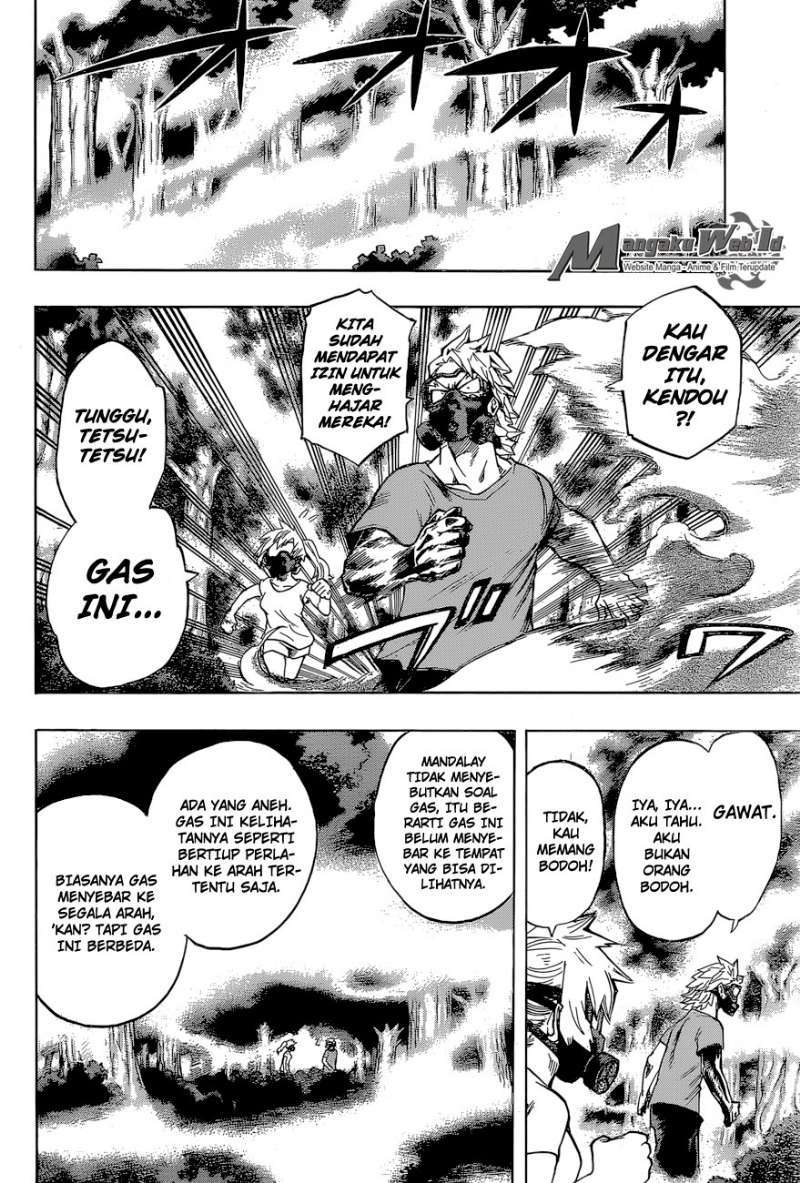 オオオオ
Mangaku Web Id
Website Manga - Anime & Film Terupdate
KAU
DENGAR
ITU,
KENDOU
?!
KITA
SUDAH
MENDAPAT
IZIN UNTUK
MENG-
HAJAR
MEREKA!
TUNGGU,
TETSU-
TETSU!
GAS
INI...
GAWAT.
IYA, IYA...
AKU TAHU.
AKU
BUKAN
ORANG
BODOH.
TIDAK,
KAU
MEMANG
BODOH!
MANDALAY
TIDAK MENYE-
BUTKAN SOAL
GAS, ITU BE-
RARTI GAS INI
BELUM MENYE-
BAR KE TEMPAT
YANG BISA DI-
LIHATNYA.
ADA YANG ANEH.
GAS INI KELIHA-
TANNYA SEPERTI
BERTIUP PERLA-
HAN KE ARAH TER-
TENTU SAJA.
BIASANYA GAS
MENYEBAR KE
SEGALA ARAH,
'KAN? TAPI GAS
INI BERBEDA.